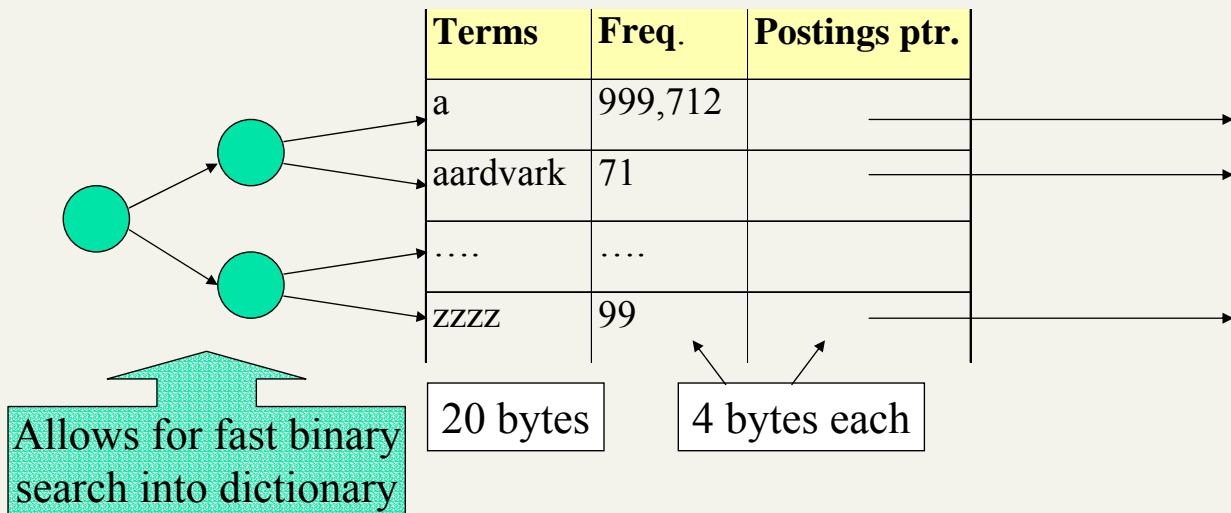 Terms Freq. Postings ptr.
a 999,712
aardvark 71
…. ….
zzzz 99
20 bytes
4 bytes each
Allows for fast binary
search into dictionary